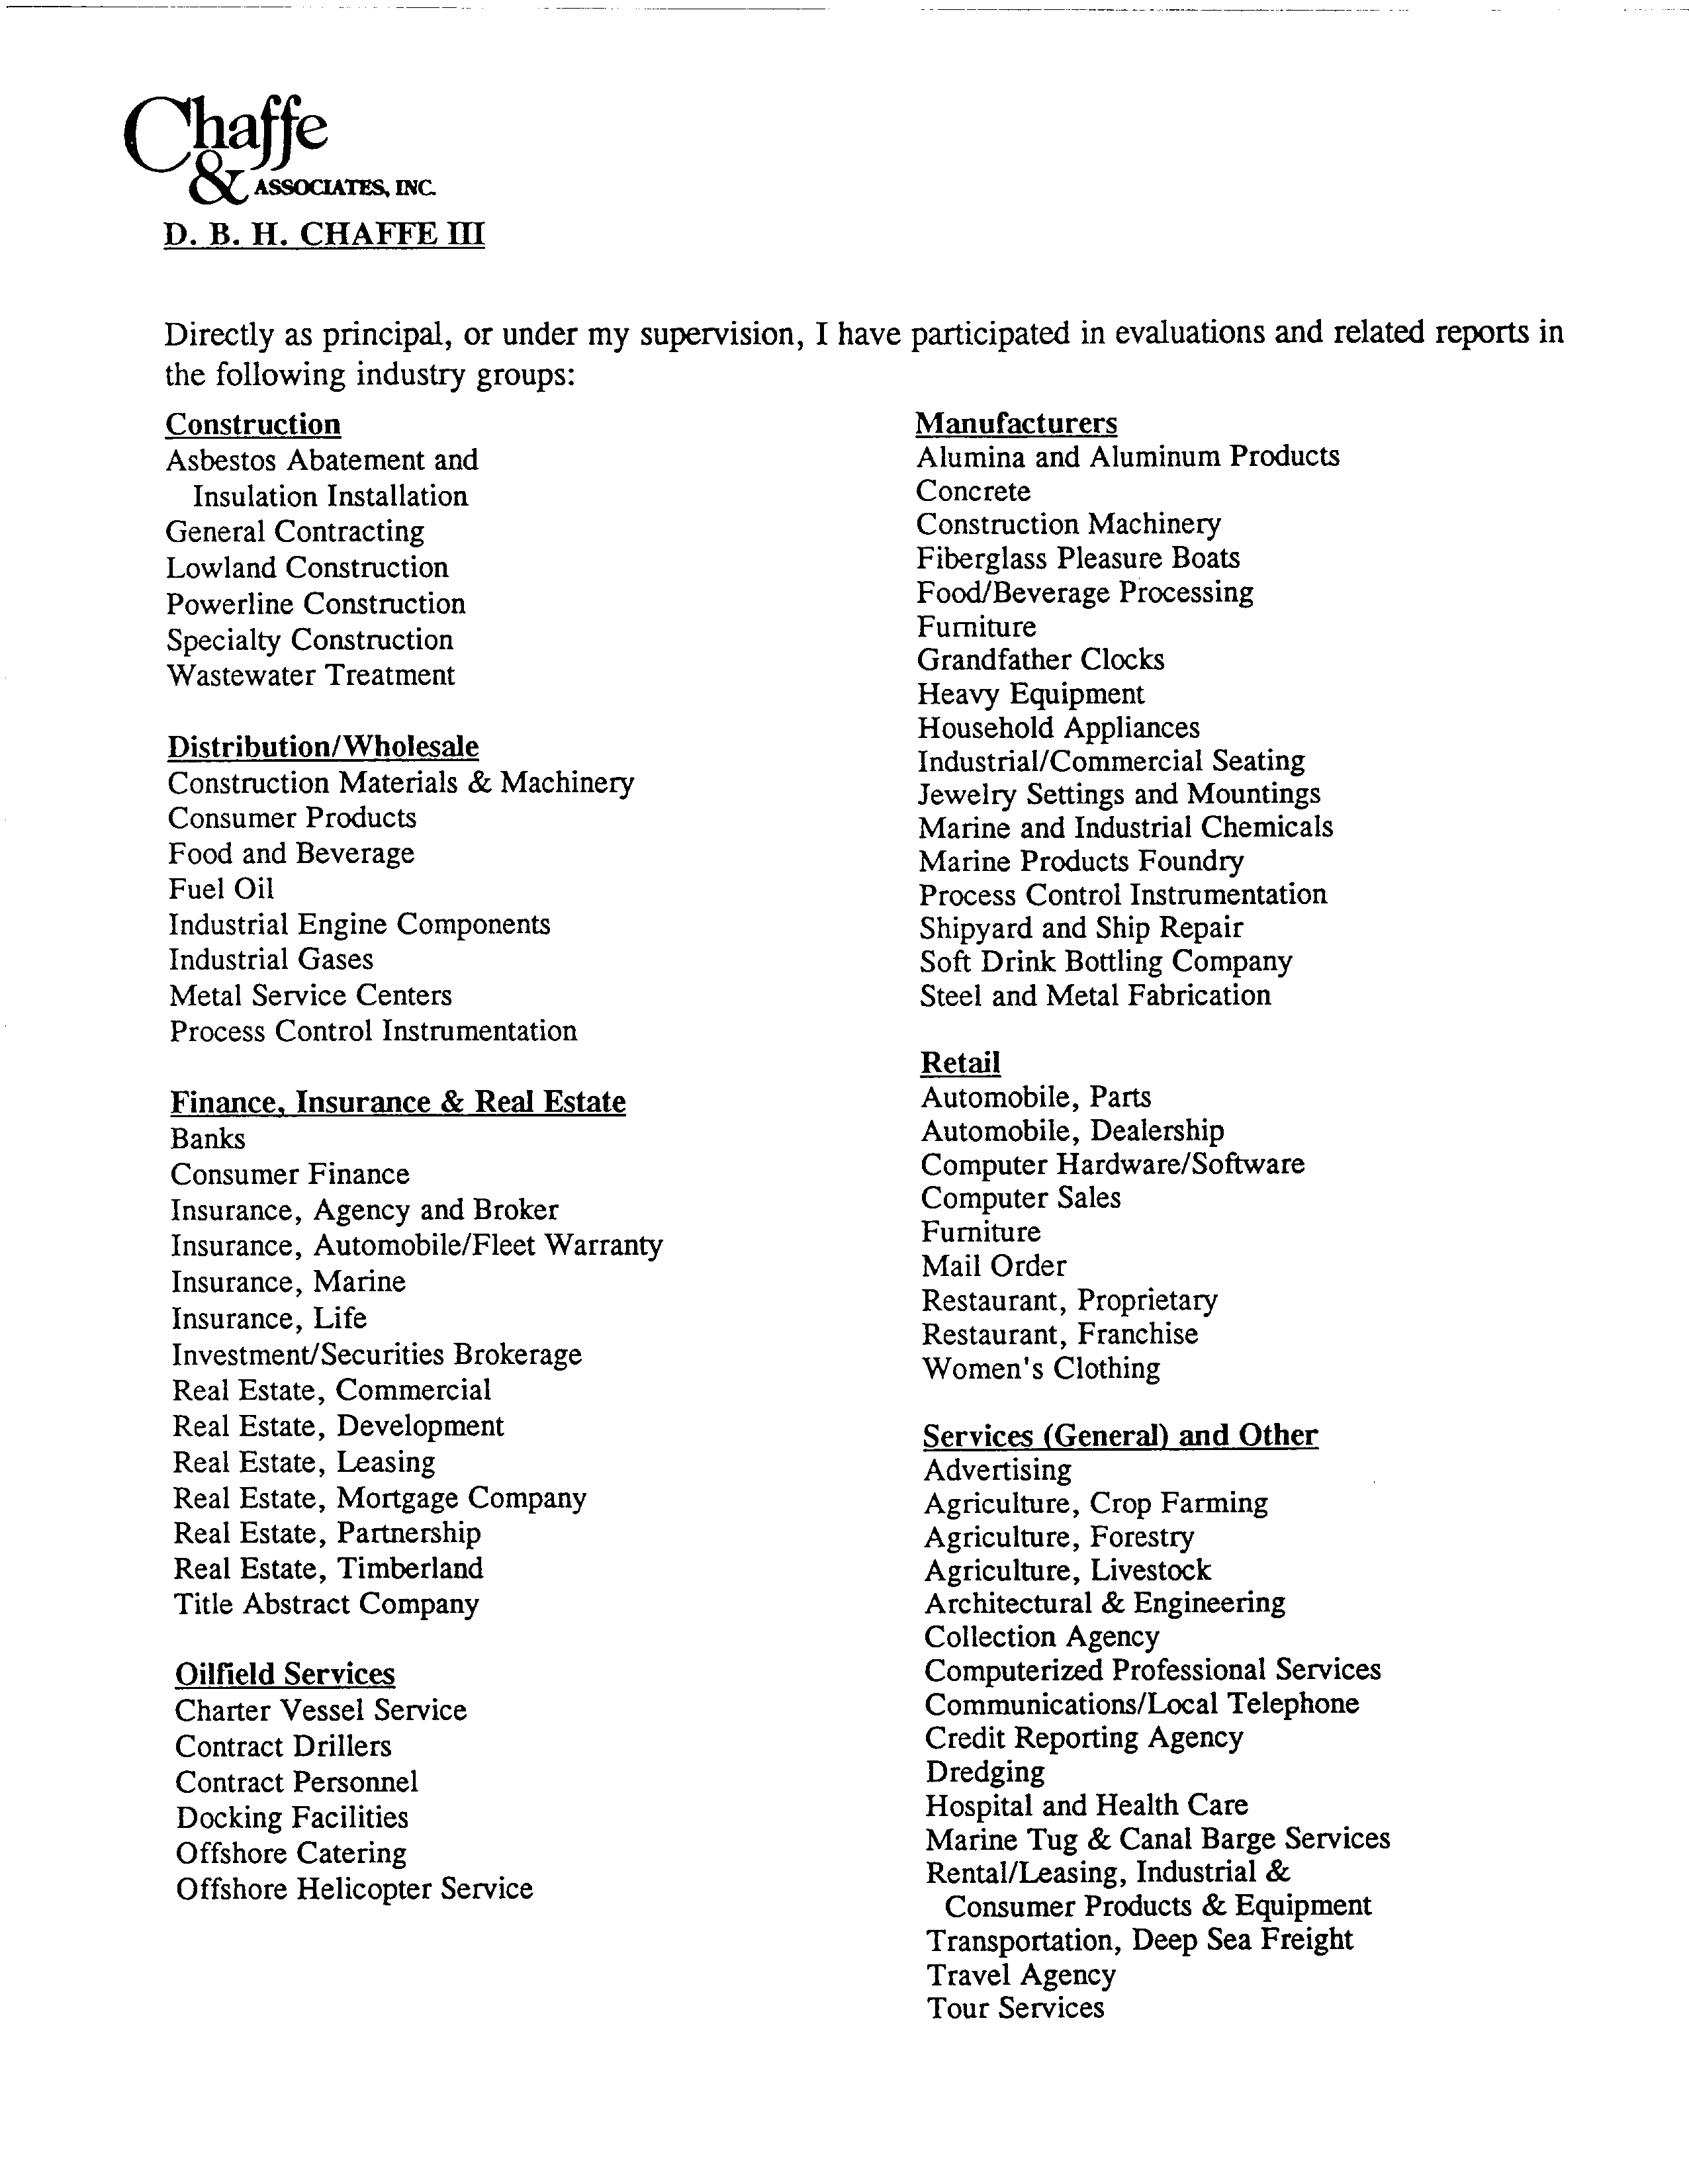 Chaffe
& ASSOCIATES, INC.
D. B. H. CHAFFE III
Directly as principal, or under my supervision, I have participated in evaluations and related reports in
the following industry groups:
Construction
Asbestos Abatement and
Insulation Installation
General Contracting
Lowland Construction
Powerline Construction
Specialty Construction
Wastewater Treatment
Distribution/Wholesale
Construction Materials & Machinery
Consumer Products
Food and Beverage
Fuel Oil
Industrial Engine Components
Industrial Gases
Metal Service Centers
Process Control Instrumentation
Finance, Insurance & Real Estate
Banks
Consumer Finance
Insurance, Agency and Broker
Insurance, Automobile/Fleet Warranty
Insurance, Marine
Insurance, Life
Investment/Securities Brokerage
Real Estate, Commercial
Real Estate, Development
Real Estate, Leasing
Real Estate, Mortgage Company
Real Estate, Partnership
Real Estate, Timberland
Title Abstract Company
Oilfield Services
Charter Vessel Service
Contract Drillers
Contract Personnel
Docking Facilities
Offshore Catering
Offshore Helicopter Service
Manufacturers
Alumina and Aluminum Products
Concrete
Construction Machinery
Fiberglass Pleasure Boats
Food/Beverage Processing
Furniture
Grandfather Clocks
Heavy Equipment
Household Appliances
Industrial/Commercial Seating
Jewelry Settings and Mountings
Marine and Industrial Chemicals
Marine Products Foundry
Process Control Instrumentation
Shipyard and Ship Repair
Soft Drink Bottling Company
Steel and Metal Fabrication
Retail
Automobile, Parts
Automobile, Dealership
Computer Hardware/Software
Computer Sales
Furniture
Mail Order
Restaurant, Proprietary
Restaurant, Franchise
Women's Clothing
Services (General) and Other
Advertising
Agriculture, Crop Farming
Agriculture, Forestry
Agriculture, Livestock
Architectural & Engineering
Collection Agency
Computerized Professional Services
Communications/Local Telephone
Credit Reporting Agency
Dredging
Hospital and Health Care
Marine Tug & Canal Barge Services
Rental/Leasing, Industrial &
Consumer Products & Equipment
Transportation, Deep Sea Freight
Travel Agency
Tour Services